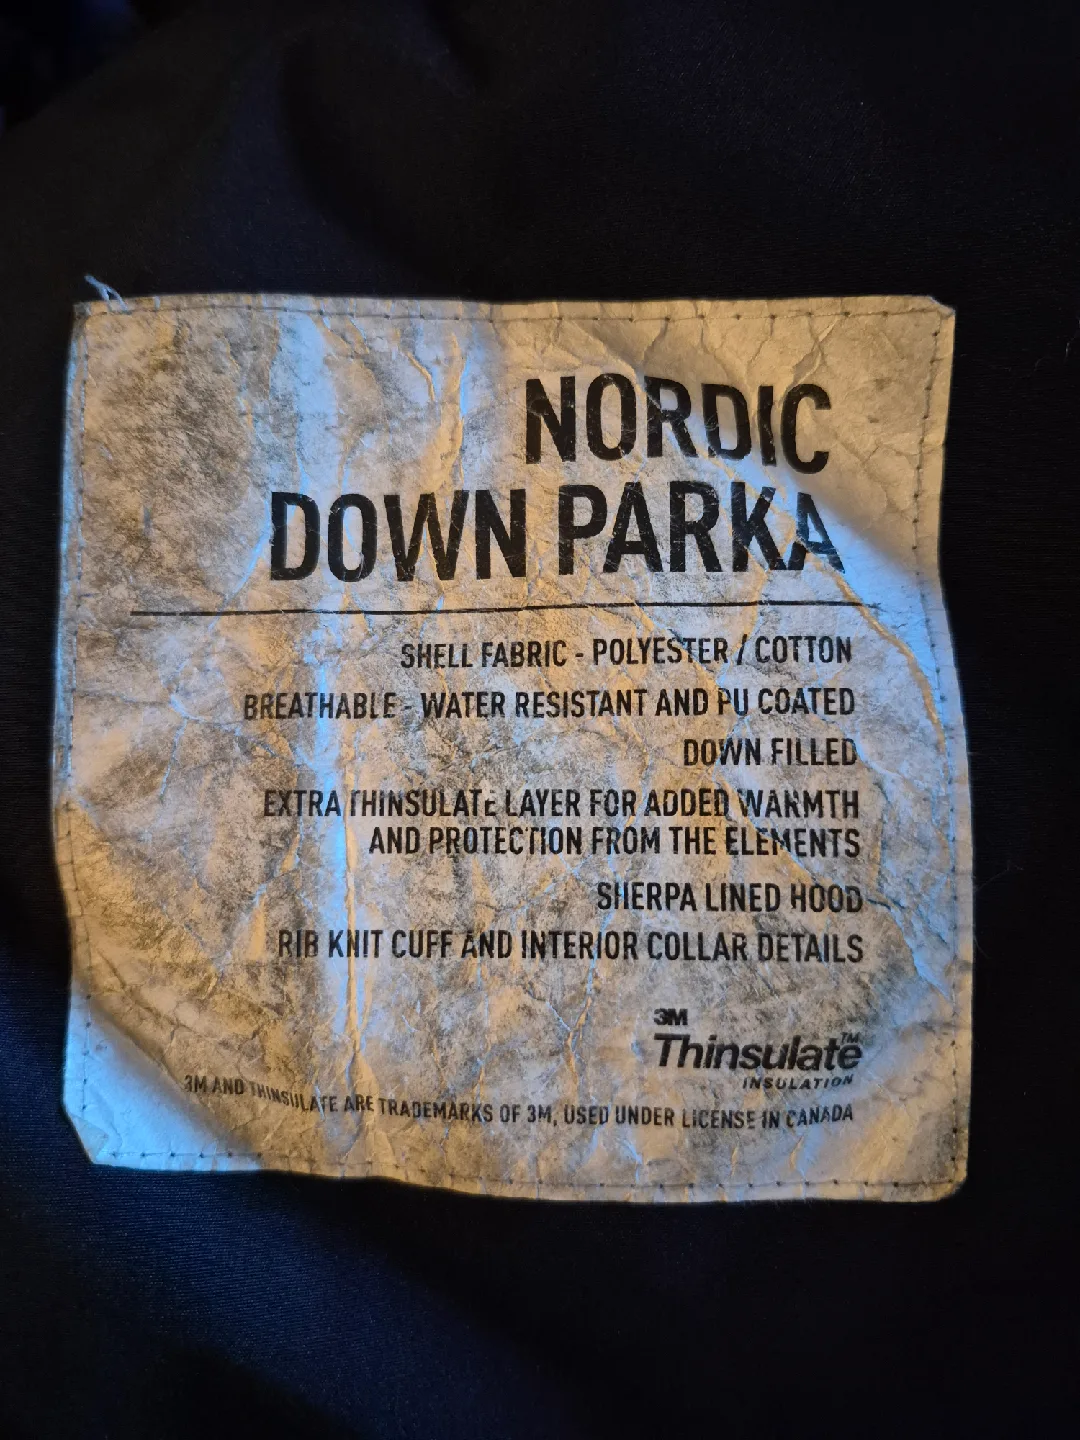 NORDIC
DOWN PARKA
SHELL FABRIC - POLYESTER / COTTON
BREATHABLE - WATER RESISTANT AND PU COATED
DOWN FILLED
EXTRA THINSULATE LAYER FOR ADDED WARMTH
AND PROTECTION FROM THE ELEMENTS
SHERPA LINED HOOD
RIB KNIT CUFF AND INTERIOR COLLAR DETAILS
3M
Thinsulate™
INSULATION
3M AND THINSULATE ARE TRADEMARKS OF 3M, USED UNDER LICENSE IN CANADA